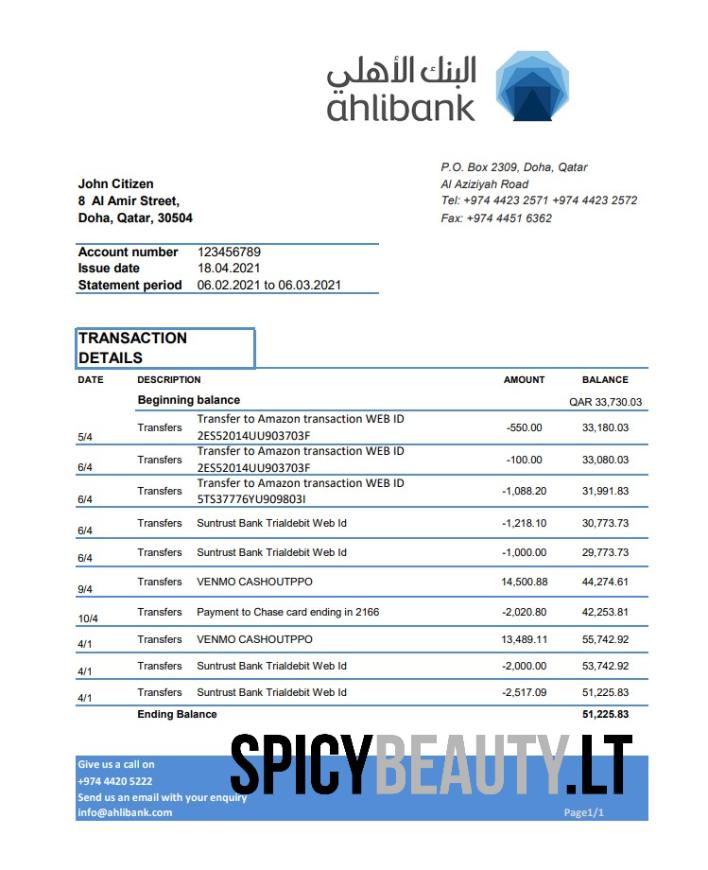 البنك الأهلي
ahlibank
P.O. Box 2309, Doha, Qatar
Al Aziziyah Road
Tel: +974 4423 2571 +974 4423 2572
Fax: +974 4451 6362
John Citizen
8 Al Amir Street,
Doha, Qatar, 30504
Account number 123456789
Issue date 18.04.2021
Statement period 06.02.2021 to 06.03.2021
TRANSACTION
DETAILS
DATE DESCRIPTION AMOUNT BALANCE
Beginning balance QAR 33,730.03
5/4 Transfers Transfer to Amazon transaction WEB ID
2ES52014UU903703F -550.00 33,180.03
6/4 Transfers Transfer to Amazon transaction WEB ID
2ES52014UU903703F -100.00 33,080.03
6/4 Transfers Transfer to Amazon transaction WEB ID
5TS37776YU909803I -1,088.20 31,991.83
6/4 Transfers Suntrust Bank Trialdebit Web Id -1,218.10 30,773.73
6/4 Transfers Suntrust Bank Trialdebit Web Id -1,000.00 29,773.73
9/4 Transfers VENMO CASHOUTPPO 14,500.88 44,274.61
10/4 Transfers Payment to Chase card ending in 2166 -2,020.80 42,253.81
4/1 Transfers VENMO CASHOUTPPO 13,489.11 55,742.92
4/1 Transfers Suntrust Bank Trialdebit Web Id -2,000.00 53,742.92
4/1 Transfers Suntrust Bank Trialdebit Web Id -2,517.09 51,225.83
Ending Balance 51,225.83
SPICYBEAUTY.LT
Give us a call on
+974 4420 5222
Send us an email with your enquiry
info@ahlibank.com Page1/1